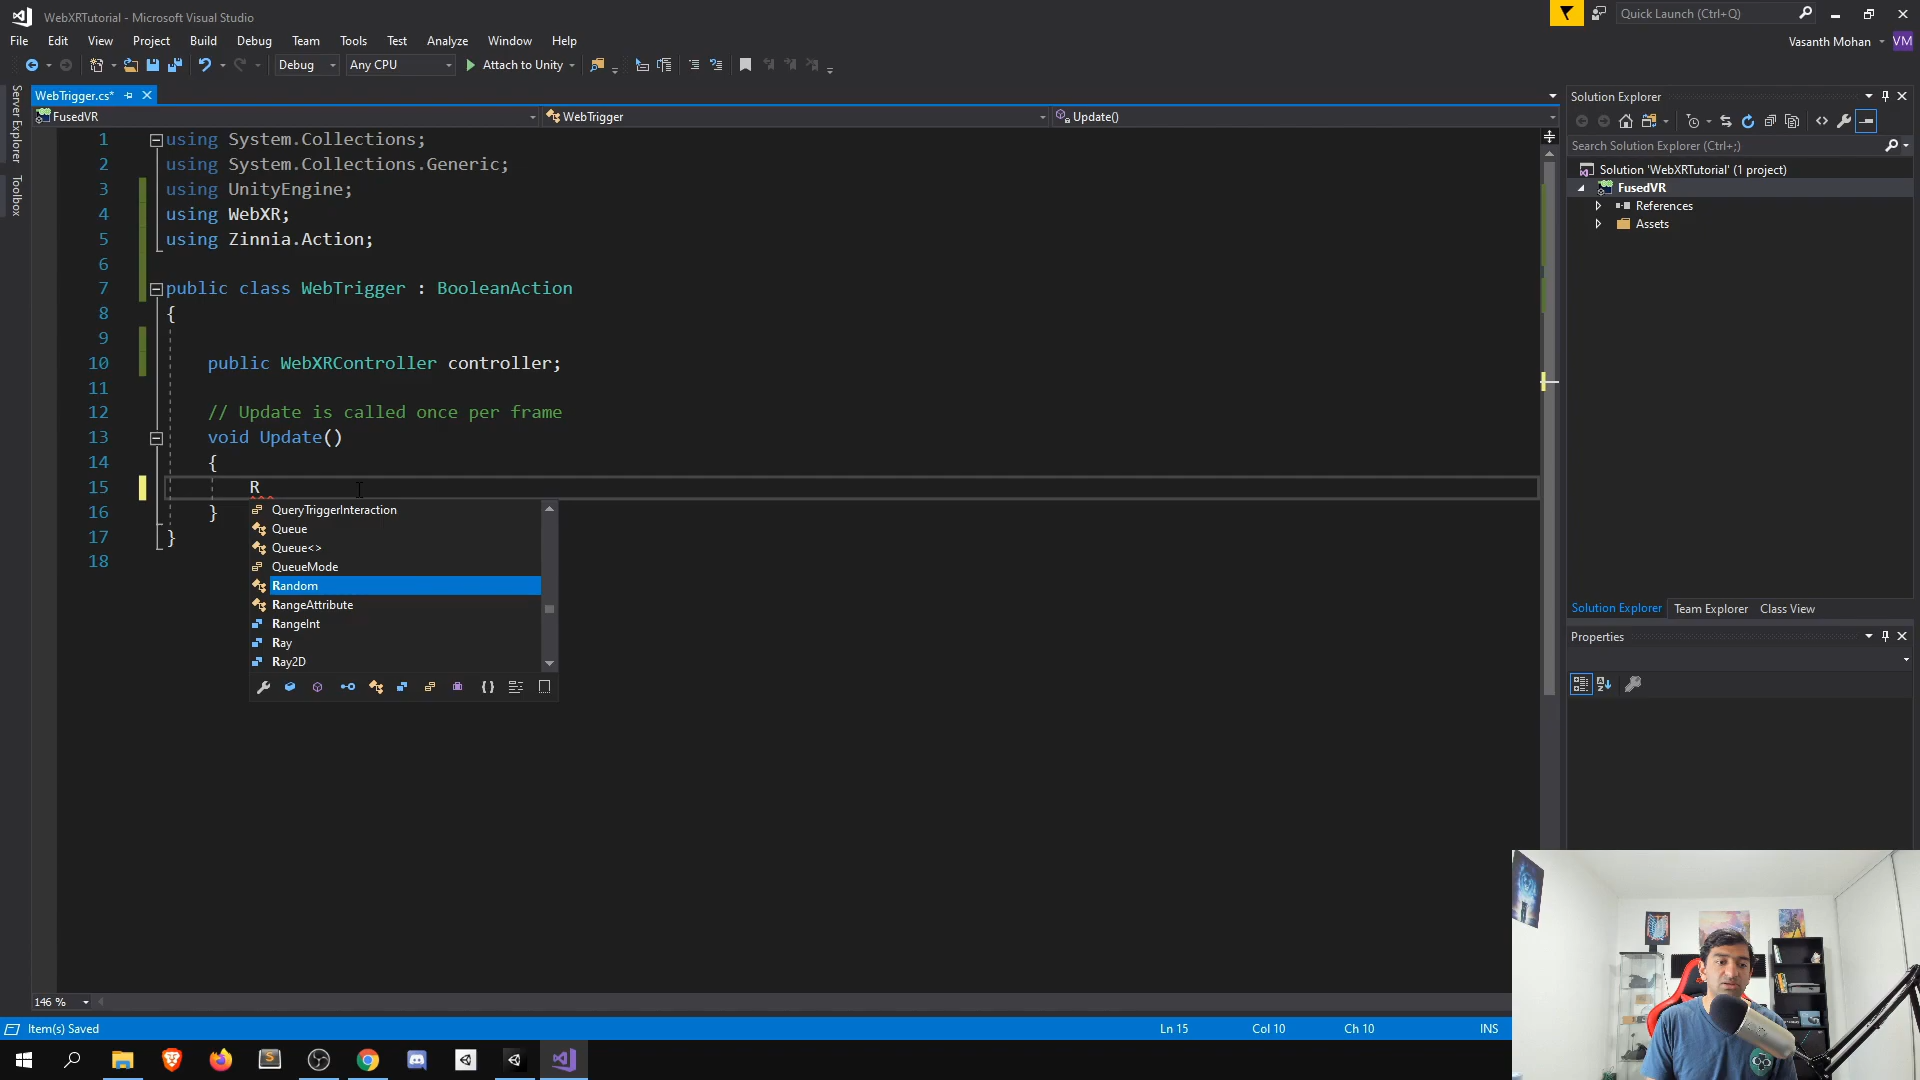 WebXRTutorial - Microsoft Visual Studio
Quick Launch (Ctrl+Q)
File Edit View Project Build Debug Team Tools Test Analyze Window Help
Vasanth Mohan VM
Debug Any CPU Attach to Unity
Server Explorer
Toolbox
WebTrigger.cs*
FusedVR WebTrigger Update()
1 using System.Collections;
2 using System.Collections.Generic;
3 using UnityEngine;
4 using WebXR;
5 using Zinnia.Action;
6
7 public class WebTrigger : BooleanAction
8 {
9
10 public WebXRController controller;
11
12 // Update is called once per frame
13 void Update()
14 {
15 R
16 }
17 }
18
QueryTriggerInteraction
Queue
Queue<>
QueueMode
Random
RangeAttribute
RangeInt
Ray
Ray2D
Solution Explorer
Search Solution Explorer (Ctrl+;)
Solution 'WebXRTutorial' (1 project)
FusedVR
References
Assets
Solution Explorer Team Explorer Class View
Properties
146 %
Item(s) Saved Ln 15 Col 10 Ch 10 INS